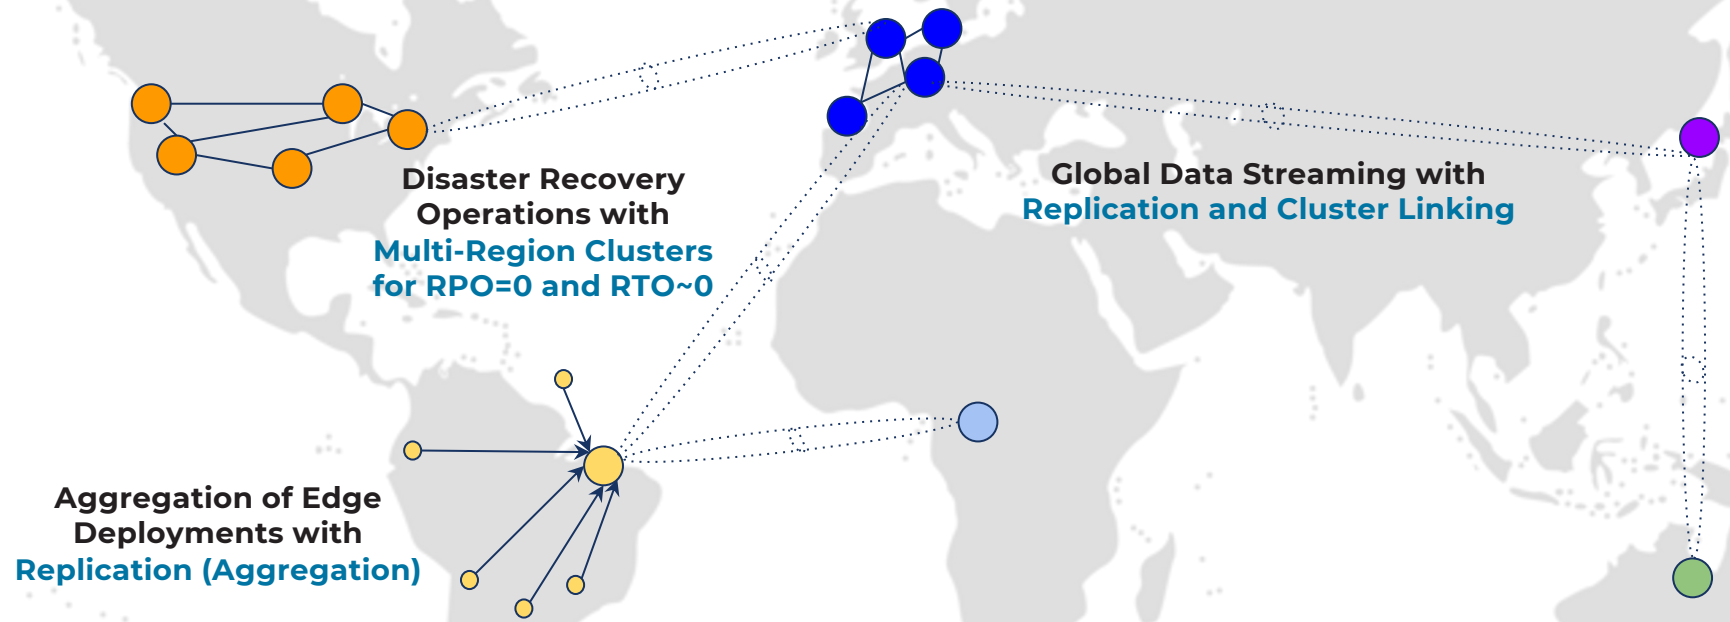 Disaster Recovery
Operations with
Multi-Region Clusters
for RPO=0 and RTO~0
Global Data Streaming with
Replication and Cluster Linking
Aggregation of Edge
Deployments with
Replication (Aggregation)